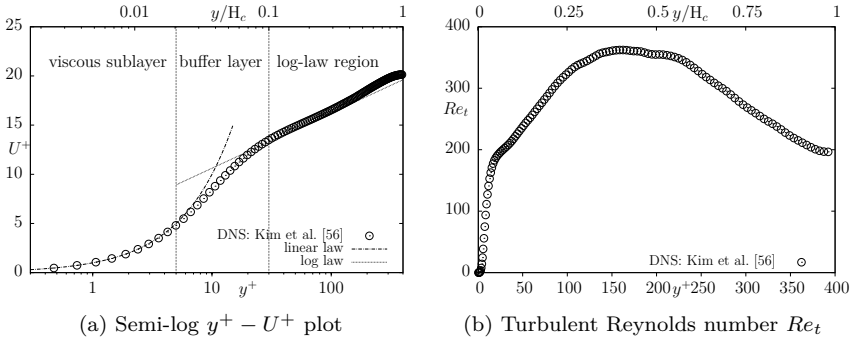 0.01 y/H_c 0.1 1
25
20
15
U⁺
10
5
0
viscous sublayer buffer layer log-law region
DNS: Kim et al. [56]
linear law
log law
1 10 y⁺ 100
(a) Semi-log y⁺ − U⁺ plot
0 0.25 0.5 y/H_c 0.75 1
400
300
Re_t
200
100
0
DNS: Kim et al. [56]
0 50 100 150 200 y⁺ 250 300 350 400
(b) Turbulent Reynolds number Re_t